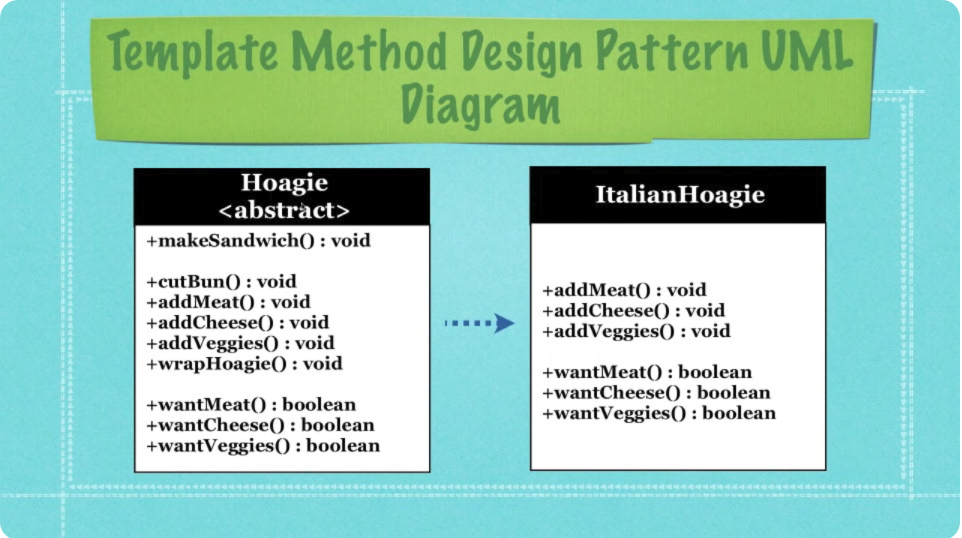 Template Method Design Pattern UML
Diagram
Hoagie
<abstract>
+makeSandwich() : void
+cutBun() : void
+addMeat() : void
+addCheese() : void
+addVeggies() : void
+wrapHoagie() : void
+wantMeat() : boolean
+wantCheese() : boolean
+wantVeggies() : boolean
ItalianHoagie
+addMeat() : void
+addCheese() : void
+addVeggies() : void
+wantMeat() : boolean
+wantCheese() : boolean
+wantVeggies() : boolean